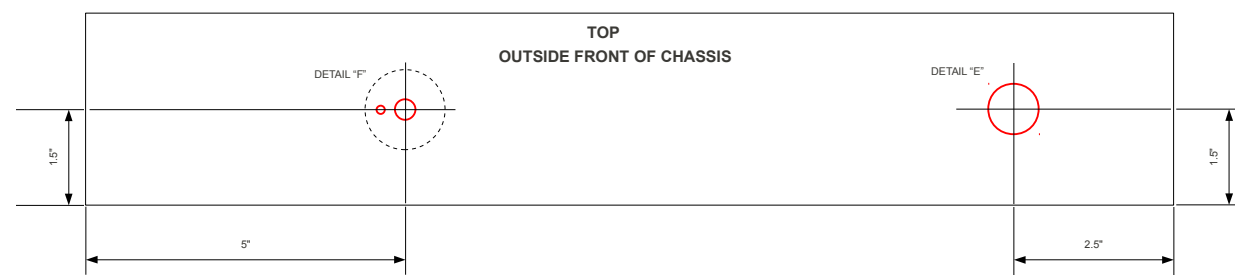 TOP
OUTSIDE FRONT OF CHASSIS
DETAIL “F”
DETAIL “E”
1.5"
1.5"
5"
2.5"